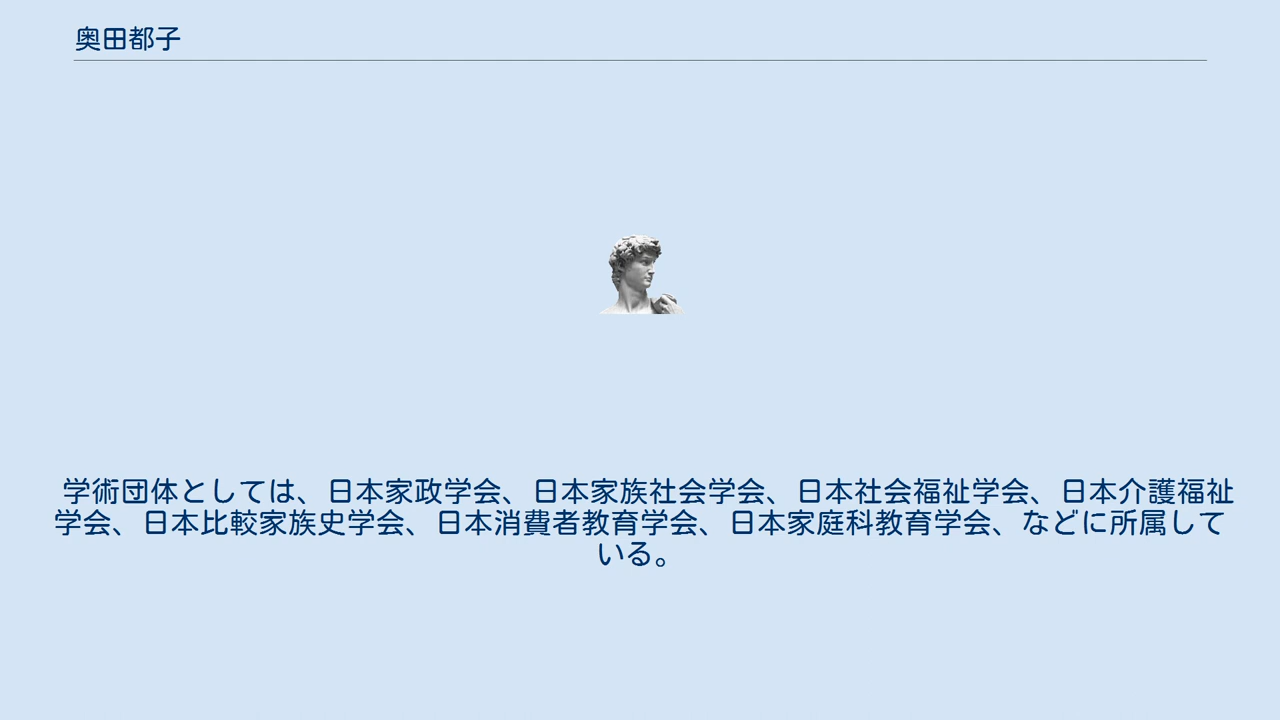 奥田都子
学術団体としては、日本家政学会、日本家族社会学会、日本社会福祉学会、日本介護福祉
学会、日本比較家族史学会、日本消費者教育学会、日本家庭科教育学会、などに所属して
いる。